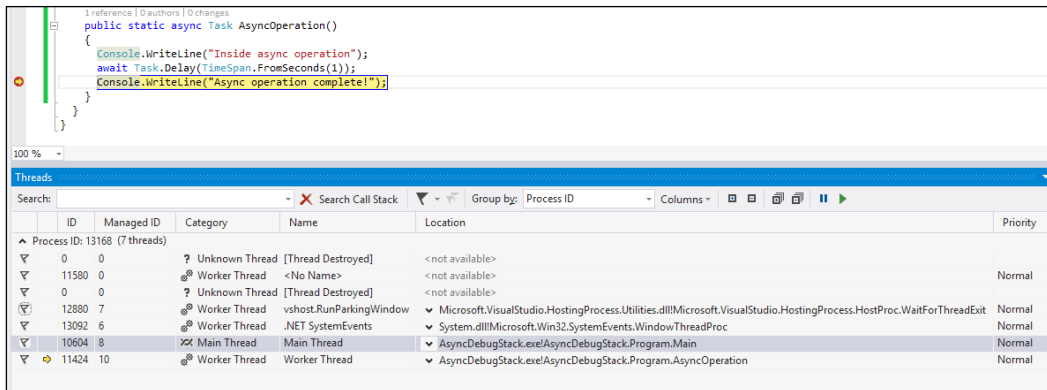 1 reference | 0 authors | 0 changes
public static async Task AsyncOperation()
{
Console.WriteLine("Inside async operation");
await Task.Delay(TimeSpan.FromSeconds(1));
Console.WriteLine("Async operation complete!");
}
}
}
100 %
Threads
Search: Search Call Stack Group by: Process ID Columns
ID Managed ID Category Name Location Priority
Process ID: 13168 (7 threads)
0 0 ? Unknown Thread [Thread Destroyed] <not available>
11580 0 Worker Thread <No Name> <not available> Normal
0 0 ? Unknown Thread [Thread Destroyed] <not available>
12880 7 Worker Thread vshost.RunParkingWindow Microsoft.VisualStudio.HostingProcess.Utilities.dll!Microsoft.VisualStudio.HostingProcess.HostProc.WaitForThreadExit Normal
13092 6 Worker Thread .NET SystemEvents System.dll!Microsoft.Win32.SystemEvents.WindowThreadProc Normal
10604 8 Main Thread Main Thread AsyncDebugStack.exe!AsyncDebugStack.Program.Main Normal
11424 10 Worker Thread Worker Thread AsyncDebugStack.exe!AsyncDebugStack.Program.AsyncOperation Normal